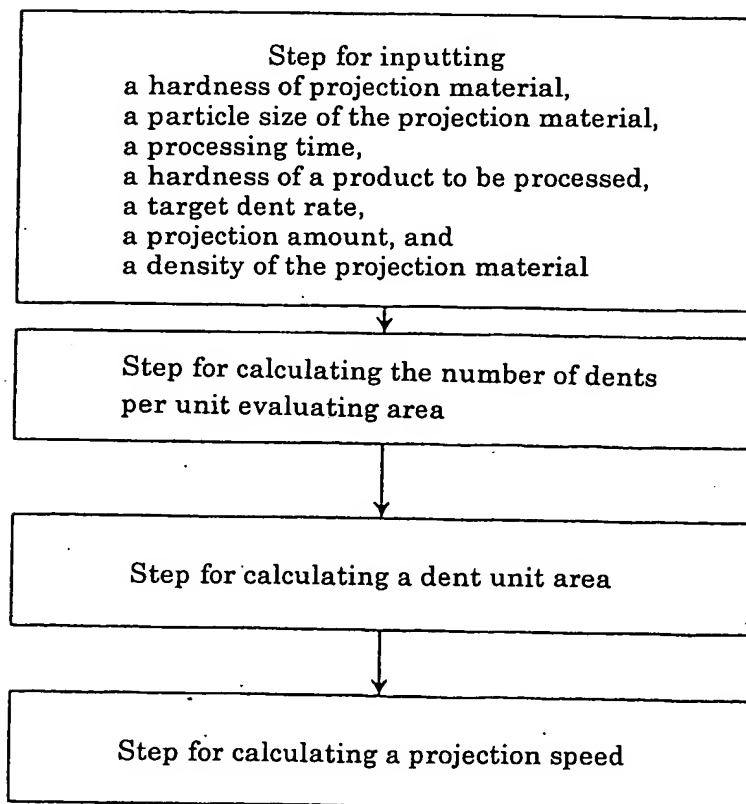 Step for inputting
a hardness of projection material,
a particle size of the projection material,
a processing time,
a hardness of a product to be processed,
a target dent rate,
a projection amount, and
a density of the projection material
Step for calculating the number of dents
per unit evaluating area
Step for calculating a dent unit area
Step for calculating a projection speed